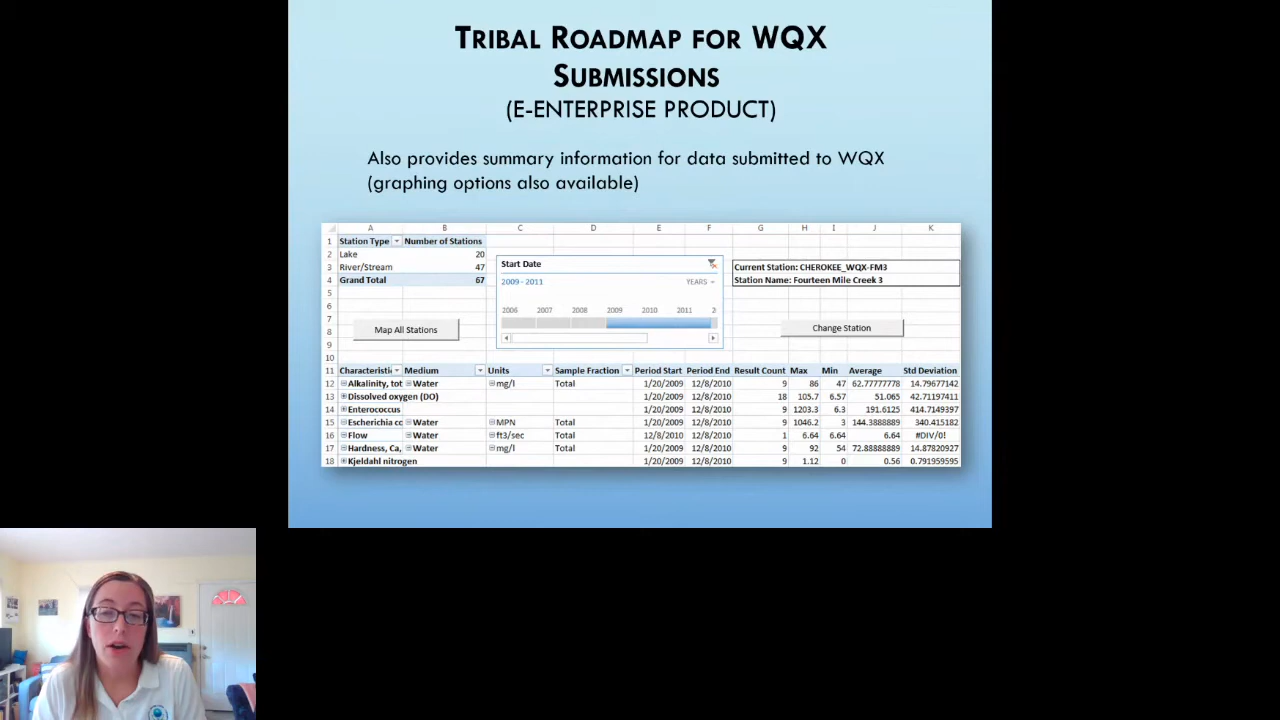 TRIBAL ROADMAP FOR WQX
SUBMISSIONS
(E-ENTERPRISE PRODUCT)
Also provides summary information for data submitted to WQX
(graphing options also available)
A B C D E F G H I J K
1 Station Type Number of Stations
2 Lake 20
3 River/Stream 47
4 Grand Total 67
5
6
7
8
9
10
Map All Stations
Start Date
2009 - 2011 YEARS
2006 2007 2008 2009 2010 2011 2
Current Station: CHEROKEE_WQX-FM3
Station Name: Fourteen Mile Creek 3
Change Station
11 Characteristi Medium Units Sample Fraction Period Start Period End Result Count Max Min Average Std Deviation
12 Alkalinity, tot Water mg/l Total 1/20/2009 12/8/2010 9 86 47 62.77777778 14.79677142
13 Dissolved oxygen (DO) 1/20/2009 12/8/2010 18 105.7 6.57 51.065 42.71197411
14 Enterococcus 1/20/2009 12/8/2010 9 1203.3 6.3 191.6125 414.7149397
15 Escherichia cc Water MPN Total 1/20/2009 12/8/2010 9 1046.2 3 144.3888889 340.415182
16 Flow Water ft3/sec Total 12/8/2010 12/8/2010 1 6.64 6.64 6.64 #DIV/0!
17 Hardness, Ca, Water mg/l Total 1/20/2009 12/8/2010 9 92 54 72.88888889 14.87820927
18 Kjeldahl nitrogen 1/20/2009 12/8/2010 9 1.12 0 0.56 0.791959595